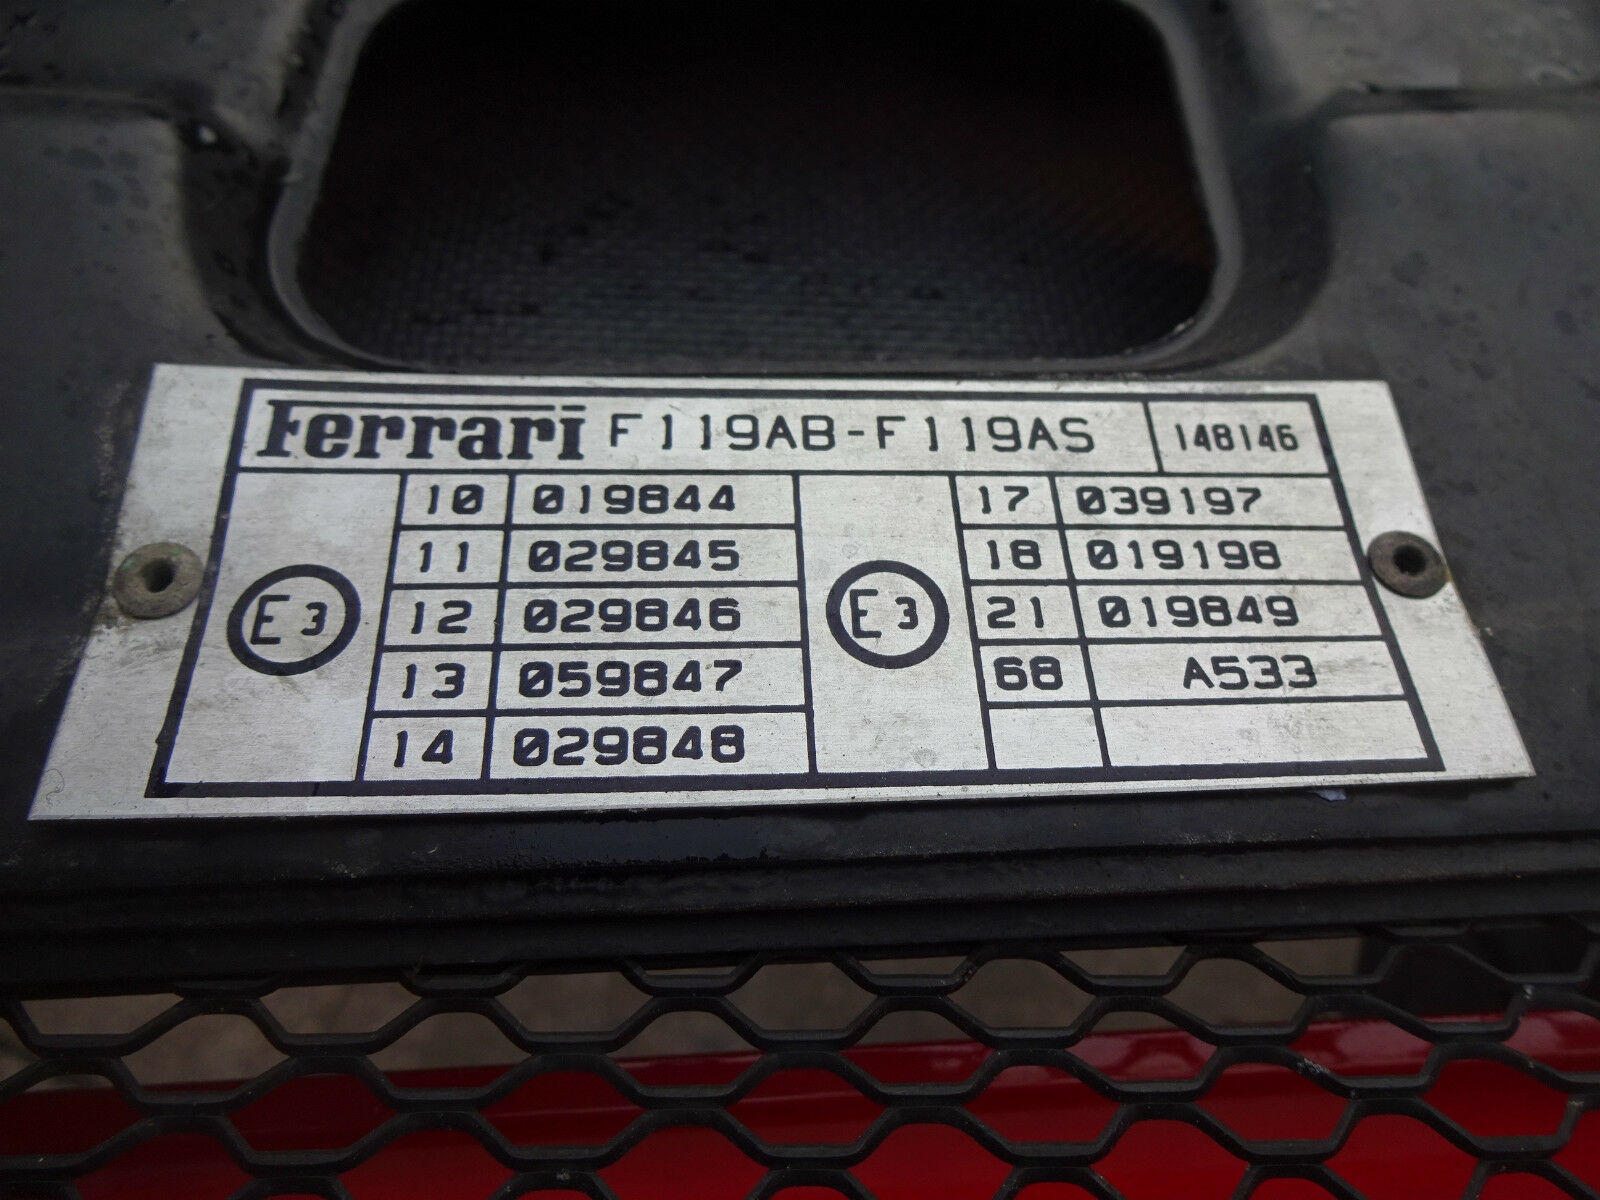 Ferrari F119AB-F119AS 148146
10 019844 17 039197
11 029845 18 019198
E3 12 029846 E3 21 019849
13 059847 68 A533
14 029848